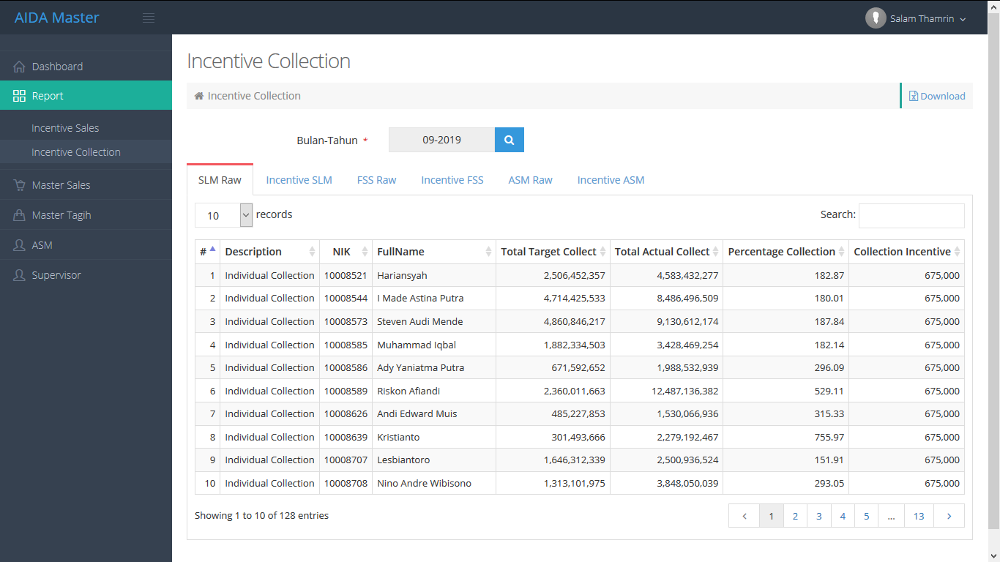 AIDA Master
Salam Thamrin
Dashboard
Report
Incentive Sales
Incentive Collection
Master Sales
Master Tagih
ASM
Supervisor
Incentive Collection
Incentive Collection
Download
Bulan-Tahun * 09-2019
SLM Raw Incentive SLM FSS Raw Incentive FSS ASM Raw Incentive ASM
10 records Search:
# Description NIK FullName Total Target Collect Total Actual Collect Percentage Collection Collection Incentive
1 Individual Collection 10008521 Hariansyah 2,506,452,357 4,583,432,277 182.87 675,000
2 Individual Collection 10008544 I Made Astina Putra 4,714,425,533 8,486,496,509 180.01 675,000
3 Individual Collection 10008573 Steven Audi Mende 4,860,846,217 9,130,612,174 187.84 675,000
4 Individual Collection 10008585 Muhammad Iqbal 1,882,334,503 3,428,469,254 182.14 675,000
5 Individual Collection 10008586 Ady Yaniatma Putra 671,592,652 1,988,532,939 296.09 675,000
6 Individual Collection 10008589 Riskon Afiandi 2,360,011,663 12,487,136,382 529.11 675,000
7 Individual Collection 10008626 Andi Edward Muis 485,227,853 1,530,066,936 315.33 675,000
8 Individual Collection 10008639 Kristianto 301,493,666 2,279,192,467 755.97 675,000
9 Individual Collection 10008707 Lesbiantoro 1,646,312,339 2,500,936,524 151.91 675,000
10 Individual Collection 10008708 Nino Andre Wibisono 1,313,101,975 3,848,050,039 293.05 675,000
Showing 1 to 10 of 128 entries
‹ 1 2 3 4 5 ... 13 ›